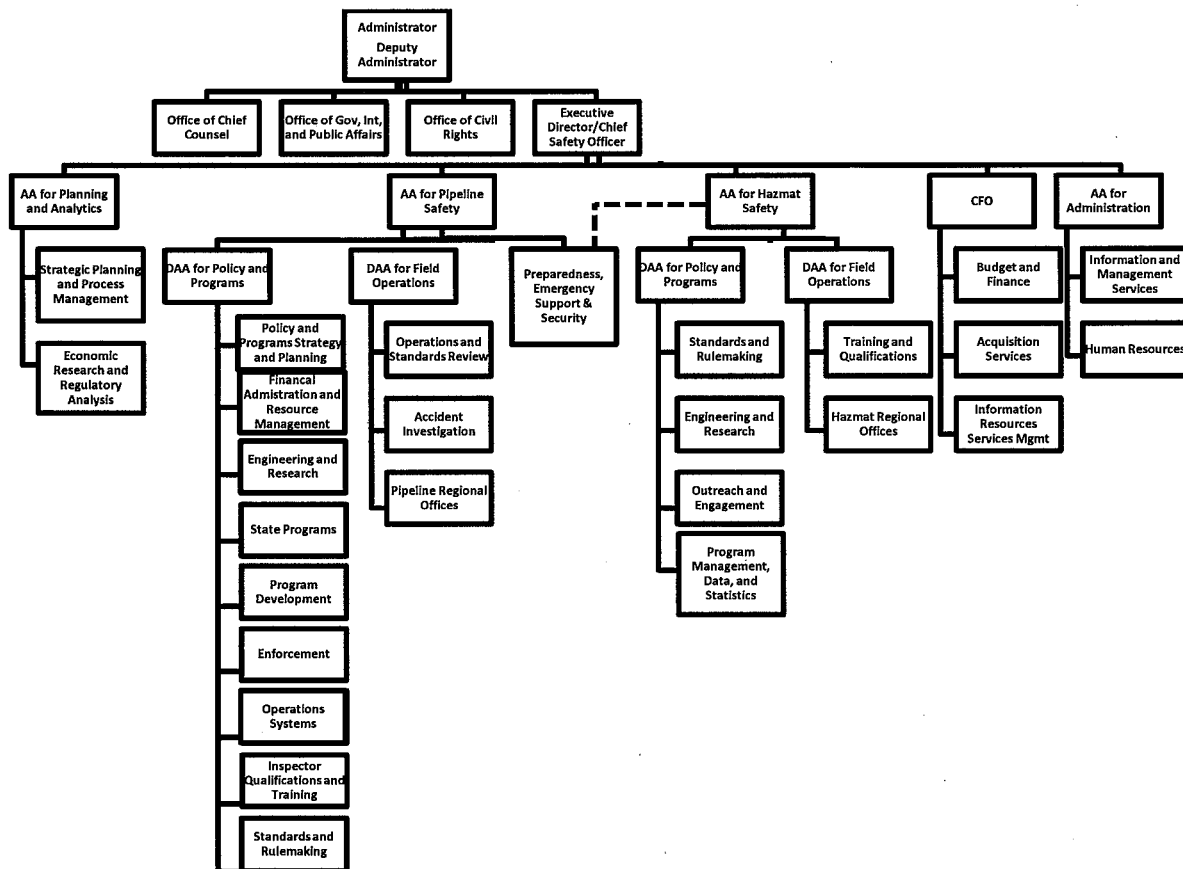 Administrator
Deputy
Administrator
Office of Chief
Counsel
Office of Gov, Int,
and Public Affairs
Office of Civil
Rights
Executive
Director/Chief
Safety Officer
AA for Planning
and Analytics
AA for Pipeline
Safety
AA for Hazmat
Safety
CFO
AA for
Administration
Strategic Planning
and Process
Management
Economic
Research and
Regulatory
Analysis
DAA for Policy and
Programs
Policy and
Programs Strategy
and Planning
Financal
Admistration and
Resource
Management
Engineering and
Research
State Programs
Program
Development
Enforcement
Operations
Systems
Inspector
Qualifications and
Training
Standards and
Rulemaking
DAA for Field
Operations
Operations and
Standards Review
Accident
Investigation
Pipeline Regional
Offices
Preparedness,
Emergency
Support &
Security
DAA for Policy and
Programs
Standards and
Rulemaking
Engineering and
Research
Outreach and
Engagement
Program
Management,
Data, and
Statistics
DAA for Field
Operations
Training and
Qualifications
Hazmat Regional
Offices
Budget and
Finance
Acquisition
Services
Information
Resources
Services Mgmt
Information and
Management
Services
Human Resources